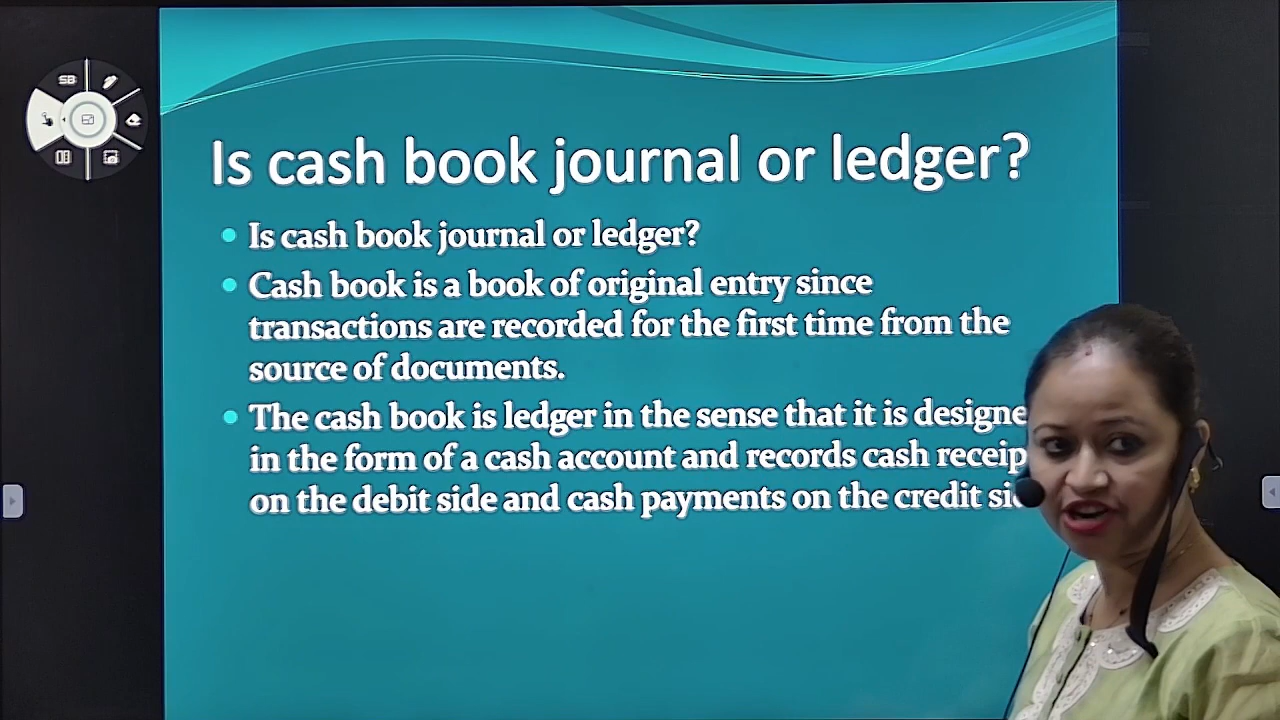 SB
Is cash book journal or ledger?
Is cash book journal or ledger?
Cash book is a book of original entry since
transactions are recorded for the first time from the
source of documents.
The cash book is ledger in the sense that it is
in the form of a cash account and records cash
on the debit side and cash payments on the credit